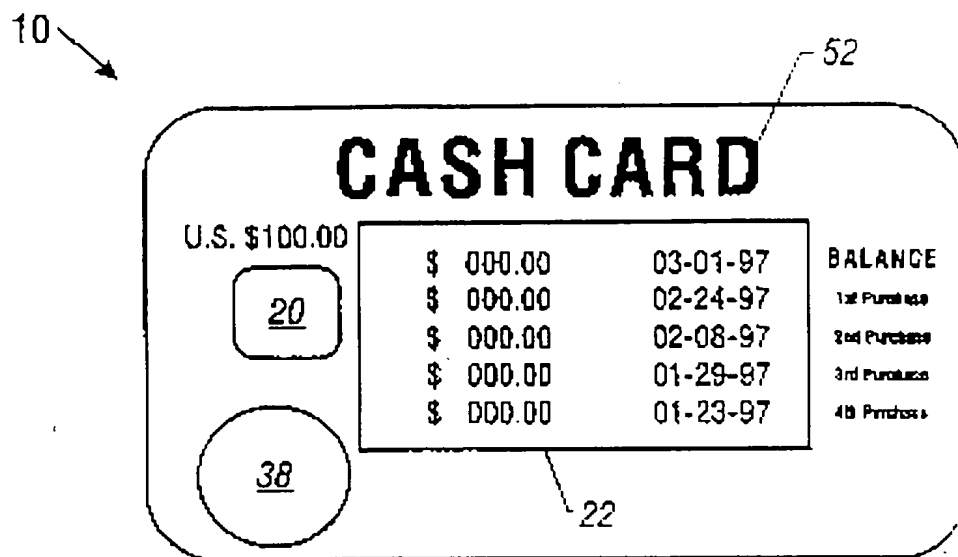 10
52
CASH CARD
U.S. $100.00
$ 000.00 03-01-97 BALANCE
$ 000.00 02-24-97 1st Purchase
$ 000.00 02-08-97 2nd Purchase
$ 000.00 01-29-97 3rd Purchase
$ 000.00 01-23-97 4th Purchase
20
38
22